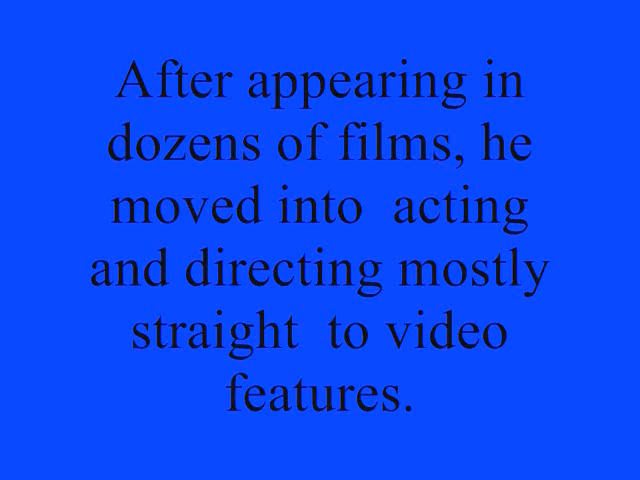 After appearing in
dozens of films, he
moved into  acting
and directing mostly
straight  to video
features.